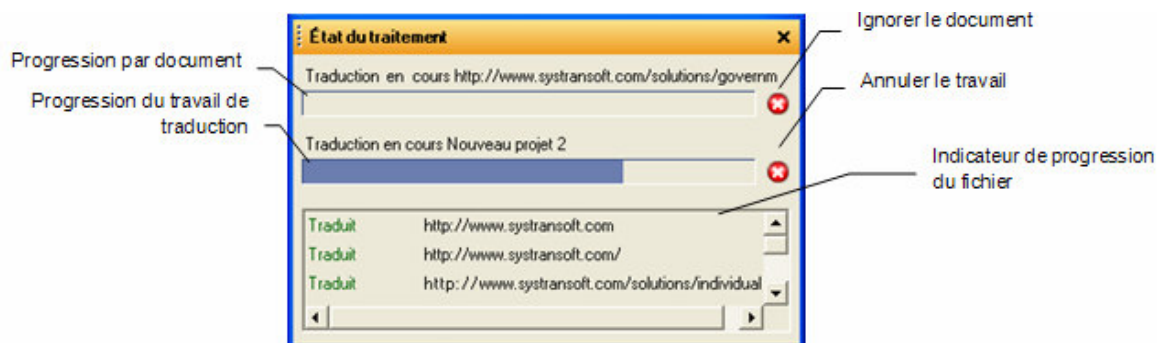 Ignorer le document
État du traitement
Progression par document
Traduction en cours http://www.systransoft.com/solutions/governm
Annuler le travail
Progression du travail de
traduction
Traduction en cours Nouveau projet 2
Indicateur de progression
du fichier
Traduit http://www.systransoft.com
Traduit http://www.systransoft.com/
Traduit http://www.systransoft.com/solutions/individual